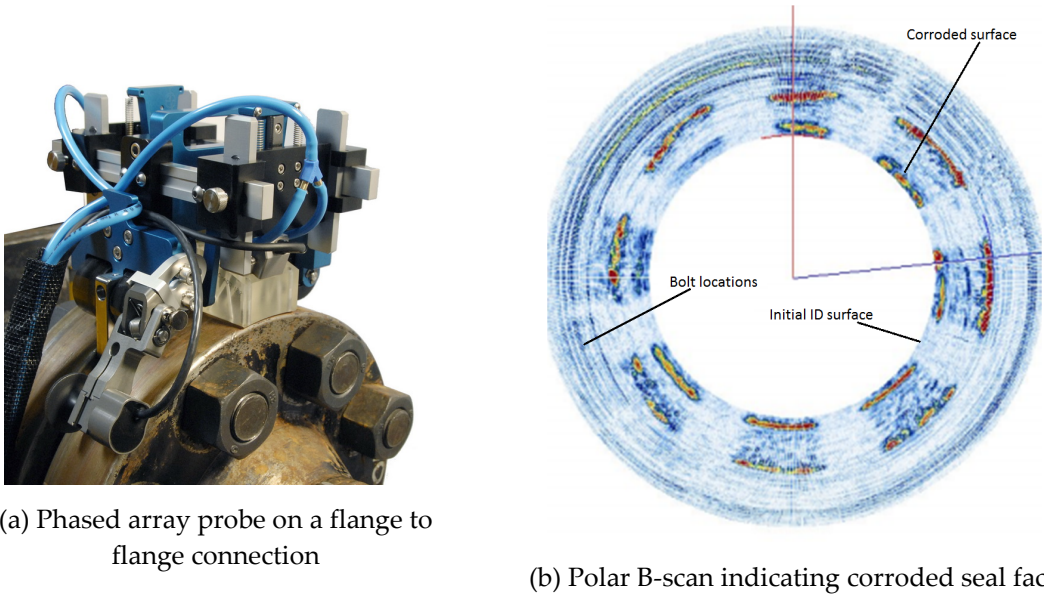 Corroded surface
Bolt locations
Initial ID surface
(a) Phased array probe on a flange to
flange connection
(b) Polar B-scan indicating corroded seal fac